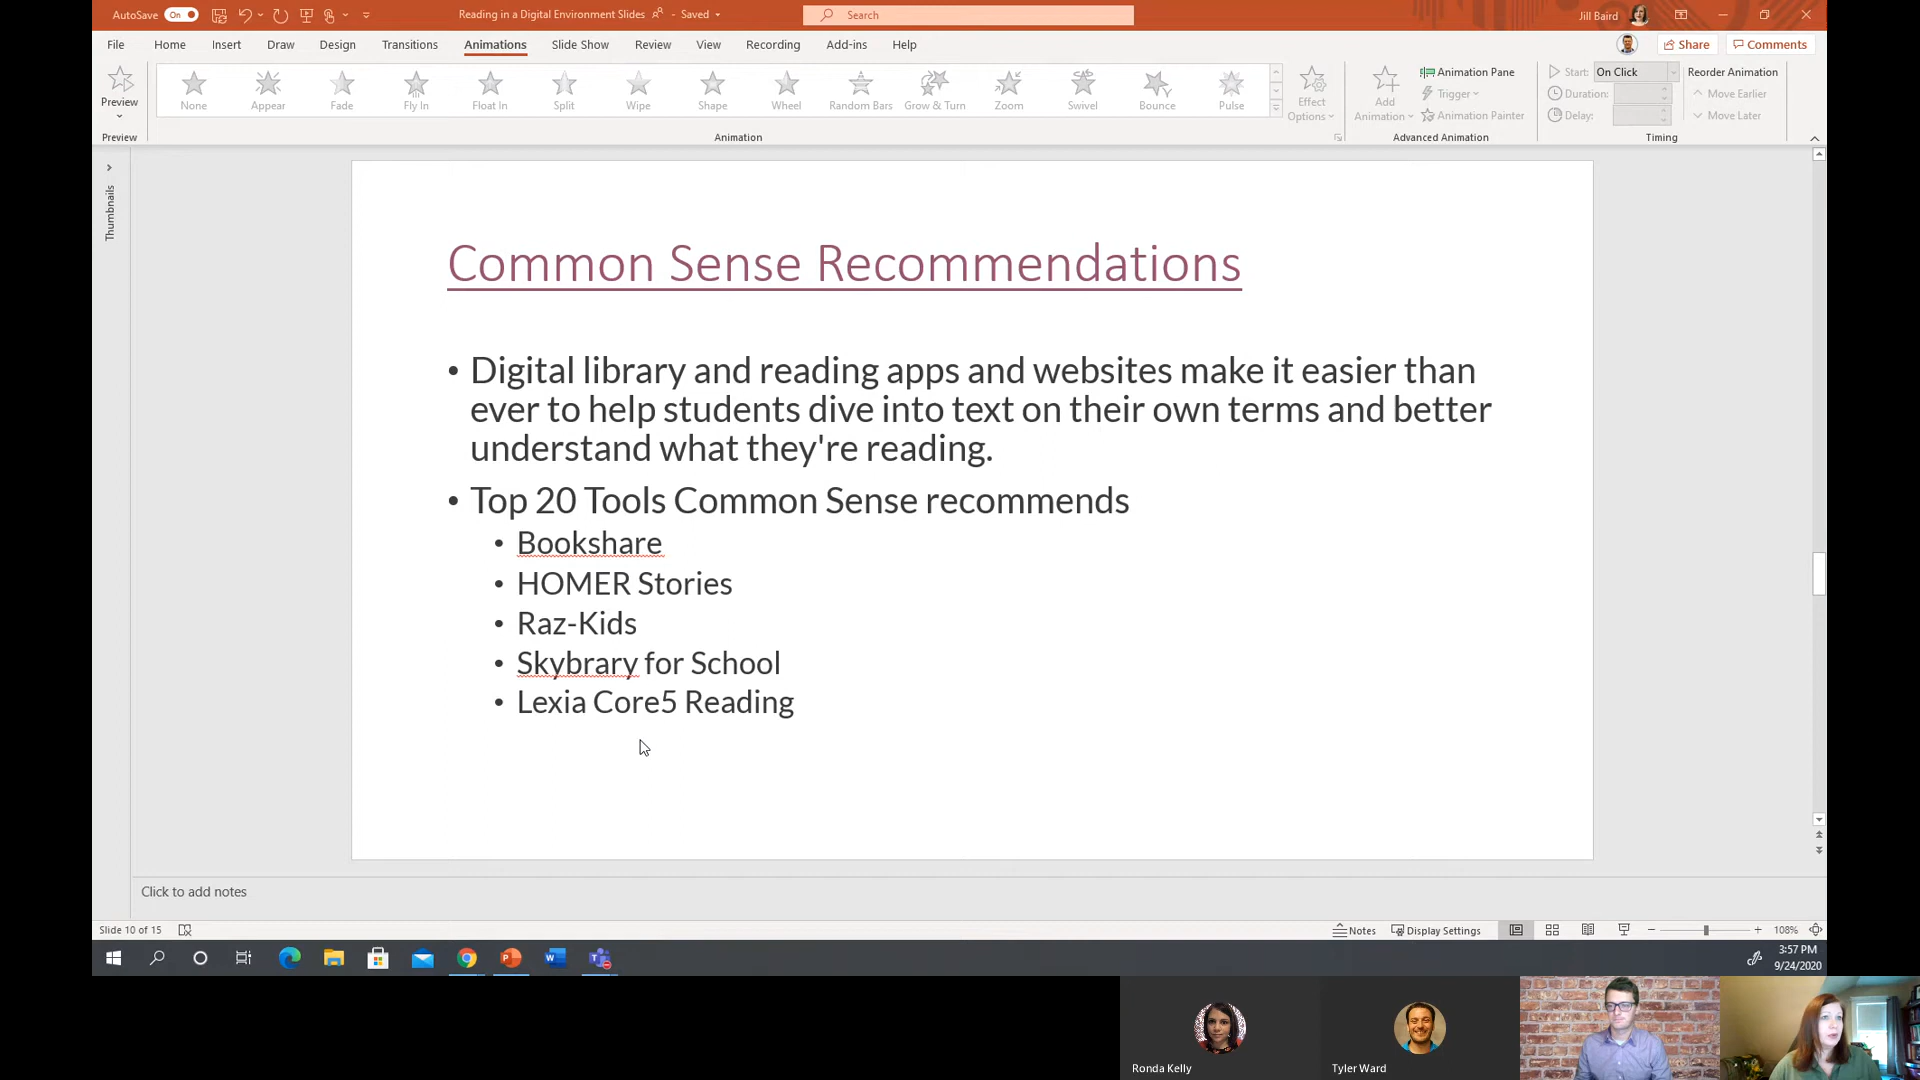 AutoSave On Reading in a Digital Environment Slides - Saved Search Jill Baird
File Home Insert Draw Design Transitions Animations Slide Show Review View Recording Add-ins Help Share Comments
Preview None Appear Fade Fly In Float In Split Wipe Shape Wheel Random Bars Grow & Turn Zoom Swivel Bounce Pulse Effect Options Add Animation
Animation Pane
Trigger
Animation Painter
Start: On Click
Duration:
Delay:
Reorder Animation
Move Earlier
Move Later
Preview Animation Advanced Animation Timing
Thumbnails
Common Sense Recommendations
• Digital library and reading apps and websites make it easier than
ever to help students dive into text on their own terms and better
understand what they're reading.
• Top 20 Tools Common Sense recommends
• Bookshare
• HOMER Stories
• Raz-Kids
• Skybrary for School
• Lexia Core5 Reading
Click to add notes
Slide 10 of 15 Notes Display Settings 108%
3:57 PM
9/24/2020
Ronda Kelly Tyler Ward